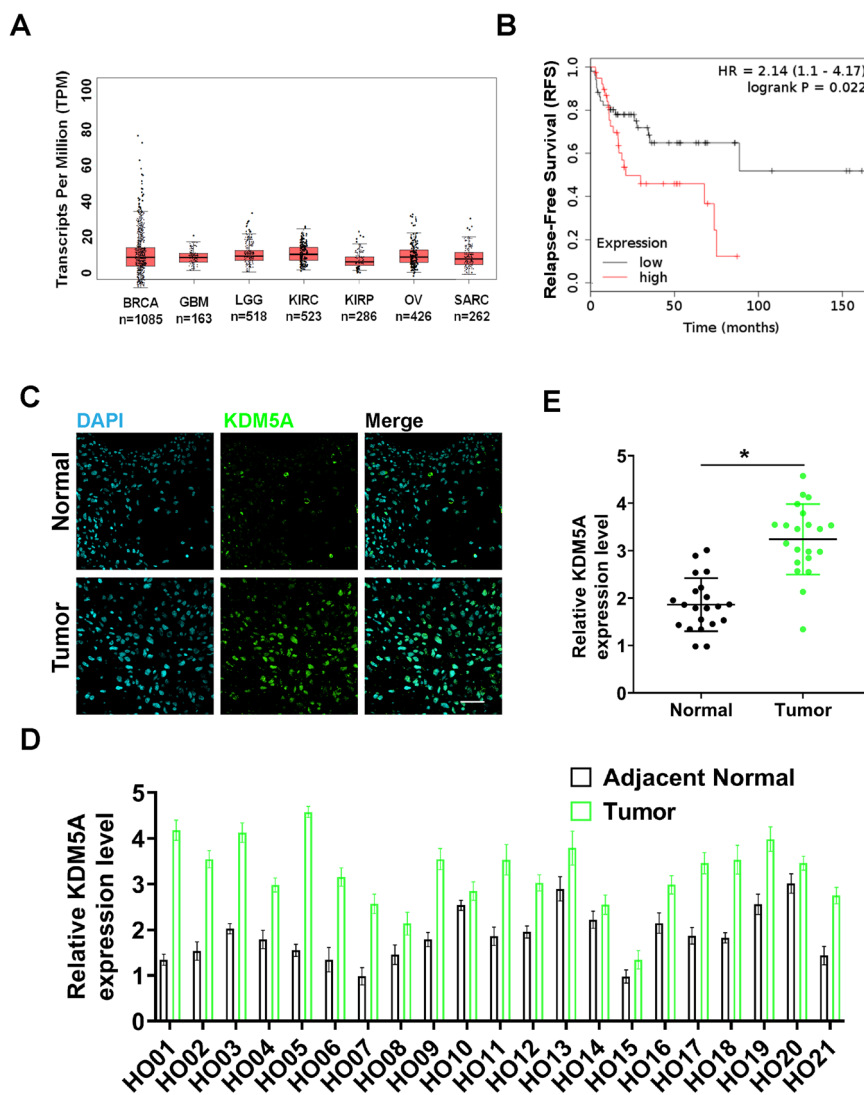 A
Transcripts Per Million (TPM)
100
80
60
40
20
0
BRCA GBM LGG KIRC KIRP OV SARC
n=1085 n=163 n=518 n=523 n=286 n=426 n=262
B
Relapse-Free Survival (RFS)
1.0
0.8
0.6
0.4
0.2
0.0
HR = 2.14 (1.1 - 4.17)
logrank P = 0.022
Expression
low
high
0 50 100 150
Time (months)
C
DAPI KDM5A Merge
Normal
Tumor
E
Relative KDM5A
expression level
5
4
3
2
1
0
*
Normal Tumor
D
Relative KDM5A
expression level
5
4
3
2
1
0
Adjacent Normal
Tumor
HO01 HO02 HO03 HO04 HO05 HO06 HO07 HO08 HO09 HO10 HO11 HO12 HO13 HO14 HO15 HO16 HO17 HO18 HO19 HO20 HO21